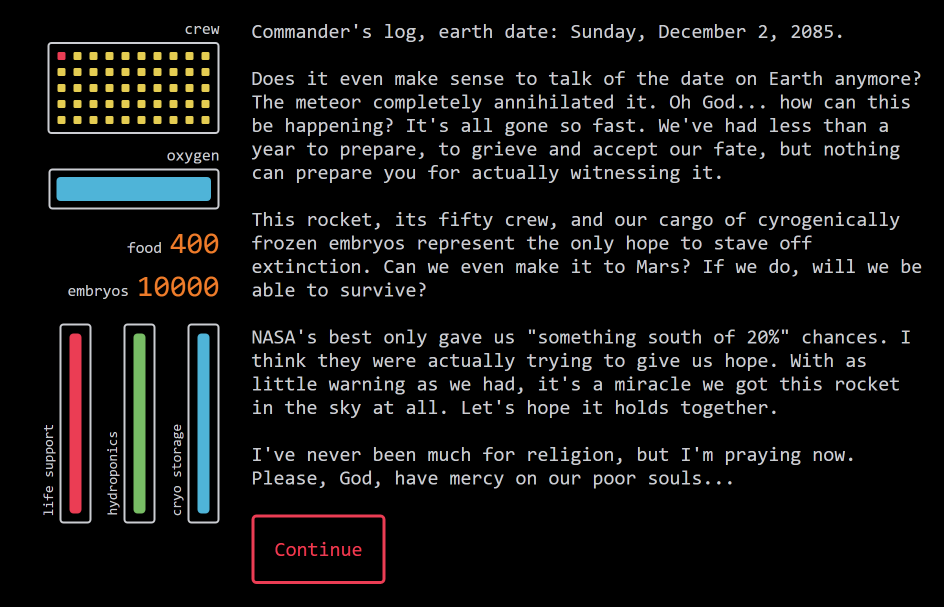 crew
oxygen
food 400
embryos 10000
life support
hydroponics
cryo storage
Commander's log, earth date: Sunday, December 2, 2085.
Does it even make sense to talk of the date on Earth anymore?
The meteor completely annihilated it. Oh God... how can this
be happening? It's all gone so fast. We've had less than a
year to prepare, to grieve and accept our fate, but nothing
can prepare you for actually witnessing it.
This rocket, its fifty crew, and our cargo of cyrogenically
frozen embryos represent the only hope to stave off
extinction. Can we even make it to Mars? If we do, will we be
able to survive?
NASA's best only gave us "something south of 20%" chances. I
think they were actually trying to give us hope. With as
little warning as we had, it's a miracle we got this rocket
in the sky at all. Let's hope it holds together.
I've never been much for religion, but I'm praying now.
Please, God, have mercy on our poor souls...
Continue